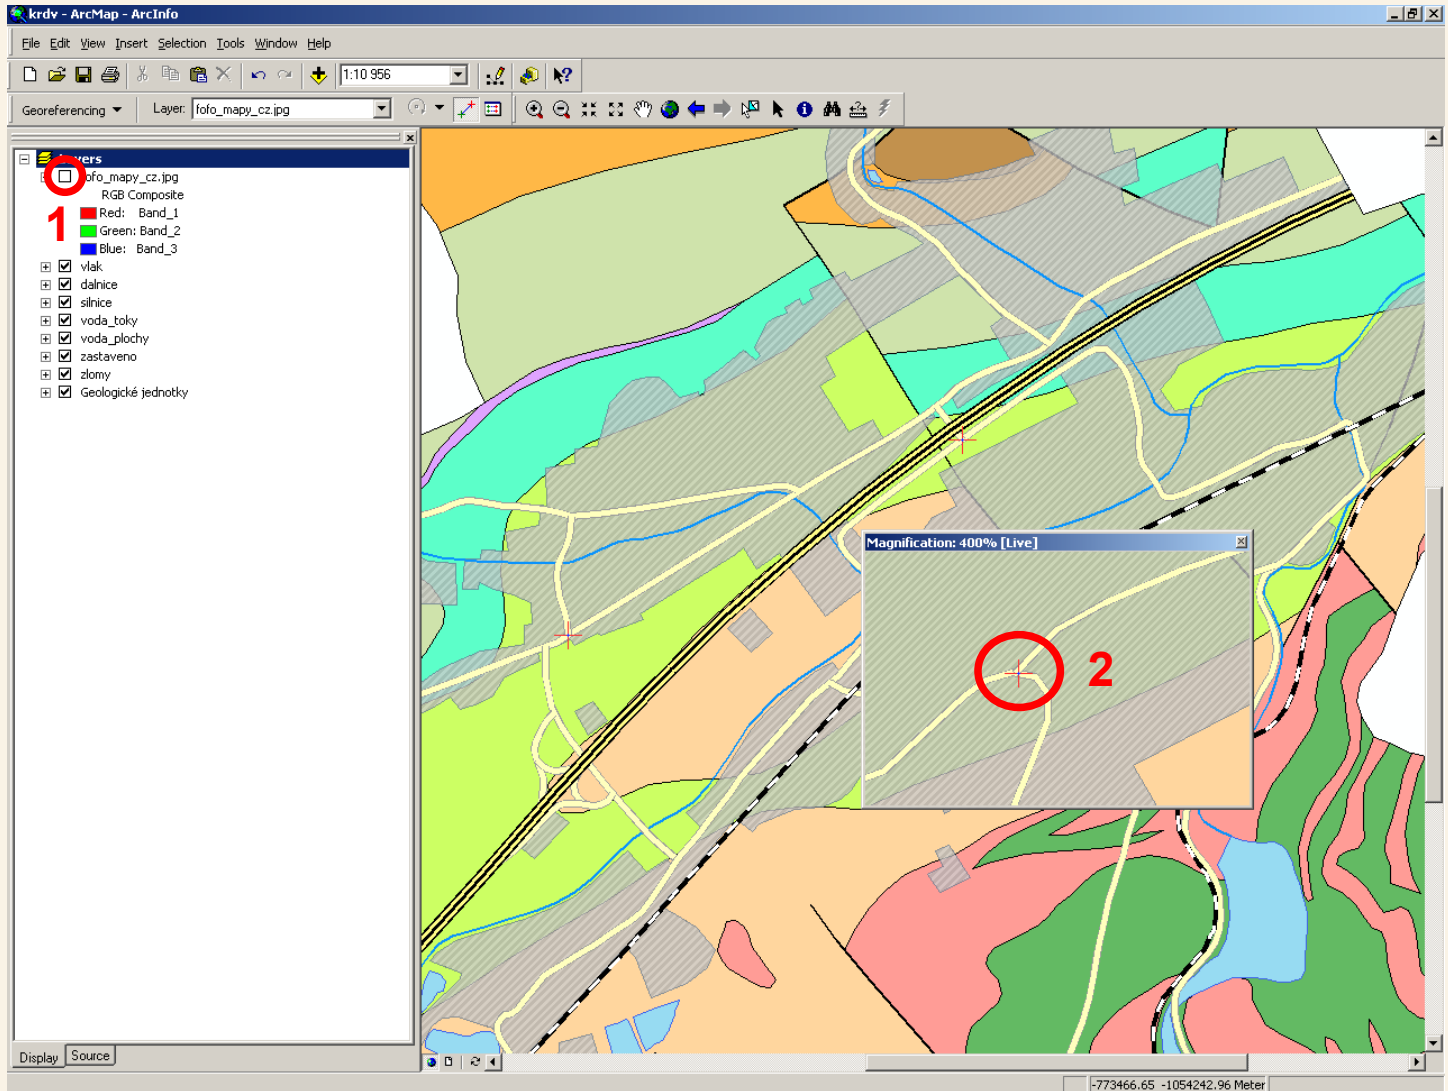 krdv - ArcMap - ArcInfo
File Edit View Insert Selection Tools Window Help
1:10 956
Georeferencing Layer: fofo_mapy_cz.jpg
Layers
fofo_mapy_cz.jpg
1
RGB Composite
Red: Band_1
Green: Band_2
Blue: Band_3
vlak
dalnice
silnice
voda_toky
voda_plochy
zastaveno
zlomy
Geologické jednotky
Magnification: 400% [Live]
2
Display Source
-773466.65 -1054242.96 Meter